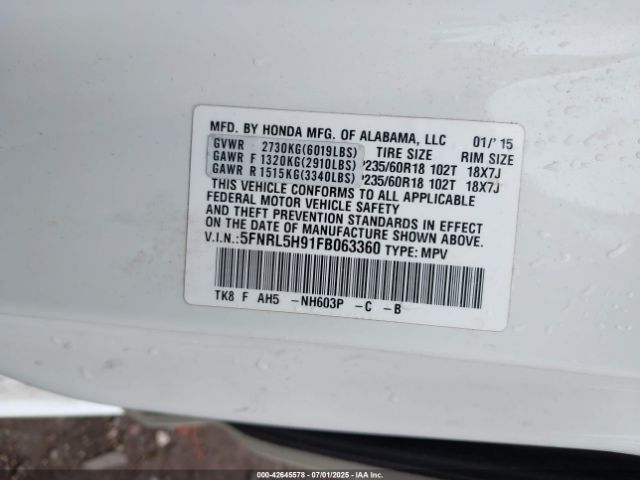 MFD. BY HONDA MFG. OF ALABAMA, LLC 01/'15
GVWR 2730KG(6019LBS) TIRE SIZE RIM SIZE
GAWR F 1320KG(2910LBS) P235/60R18 102T 18X7J
GAWR R 1515KG(3340LBS) P235/60R18 102T 18X7J
THIS VEHICLE CONFORMS TO ALL APPLICABLE
FEDERAL MOTOR VEHICLE SAFETY
AND THEFT PREVENTION STANDARDS IN EFFECT
ON THE DATE OF MANUFACTURE SHOWN ABOVE.
V.I.N.:5FNRL5H91FB063360 TYPE: MPV
TK8 F AH5 -NH603P -C -B
000-42645578 - 07/01/2025 - IAAI.COM